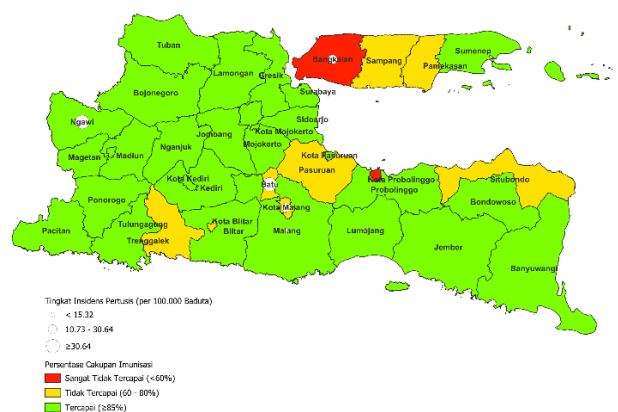 Tuban
Lamongan
Gresik
Bangkalan
Sampang
Pamekasan
Sumenep
Bojonegoro
Surabaya
Ngawi
Sidoarjo
Jombang
Kota Mojokerto
Mojokerto
Magetan
Madiun
Nganjuk
Kota Pasuruan
Pasuruan
Kota Kediri
Kediri
Batu
Kota Probolinggo
Probolinggo
Situbondo
Bondowoso
Ponorogo
Kota Malang
Pacitan
Tulungagung
Trenggalek
Kota Blitar
Blitar
Malang
Lumajang
Jember
Banyuwangi
Tingkat Insidens Pertusis (per 100.000 Baduta)
< 15.32
10.73 - 30.64
≥30.64
Persentase Cakupan Imunisasi
Sangat Tidak Tercapai (<60%)
Tidak Tercapai (60 - 80%)
Tercapai (≥85%)